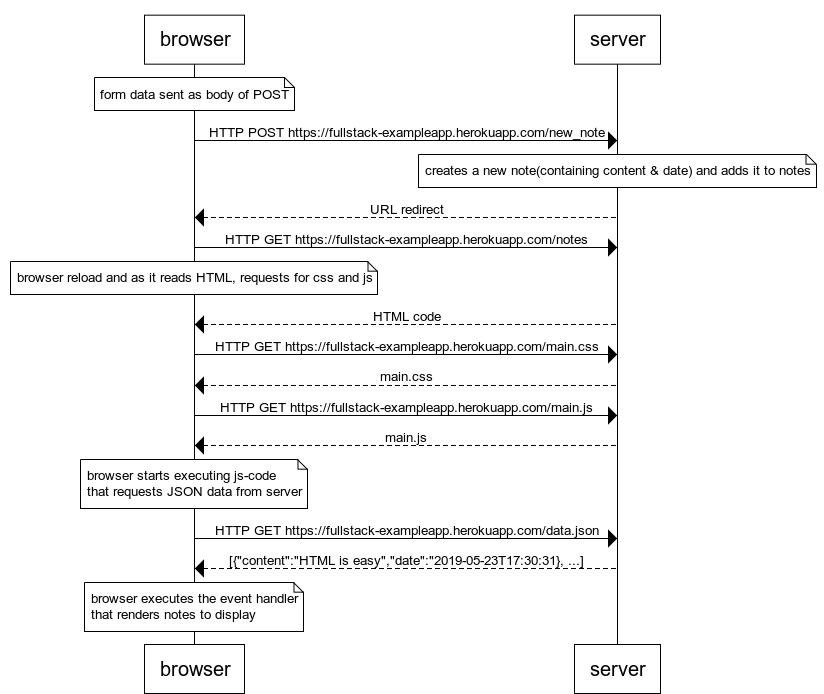 browser
server
form data sent as body of POST
HTTP POST https://fullstack-exampleapp.herokuapp.com/new_note
creates a new note(containing content & date) and adds it to notes
URL redirect
HTTP GET https://fullstack-exampleapp.herokuapp.com/notes
browser reload and as it reads HTML, requests for css and js
HTML code
HTTP GET https://fullstack-exampleapp.herokuapp.com/main.css
main.css
HTTP GET https://fullstack-exampleapp.herokuapp.com/main.js
main.js
browser starts executing js-code
that requests JSON data from server
HTTP GET https://fullstack-exampleapp.herokuapp.com/data.json
[{"content":"HTML is easy","date":"2019-05-23T17:30:31}, ...]
browser executes the event handler
that renders notes to display
browser
server